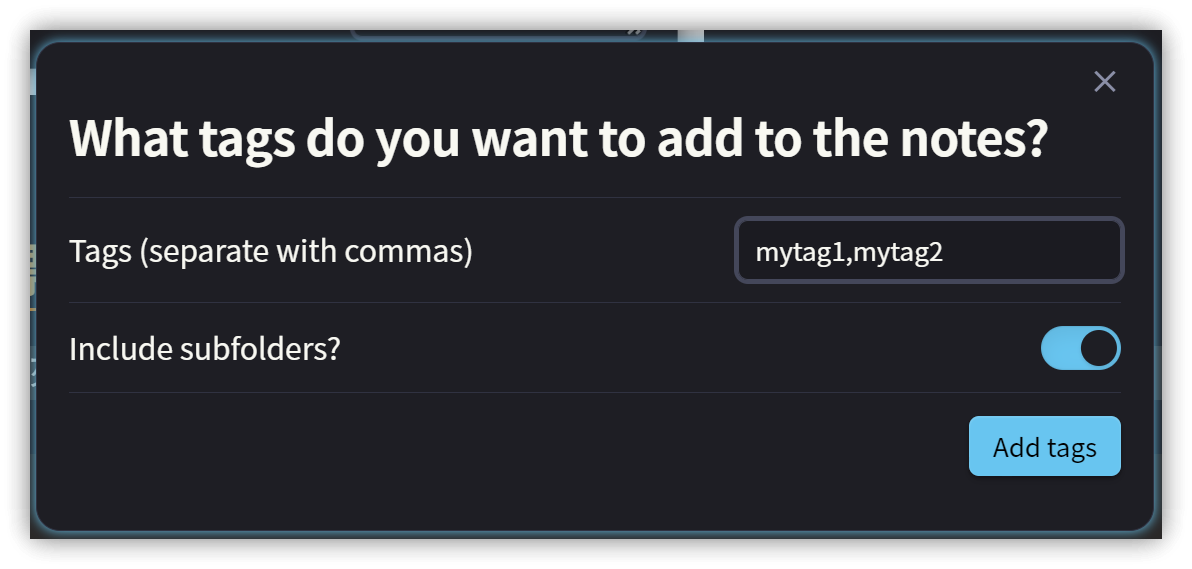 What tags do you want to add to the notes?
Tags (separate with commas)
mytag1,mytag2
Include subfolders?
Add tags